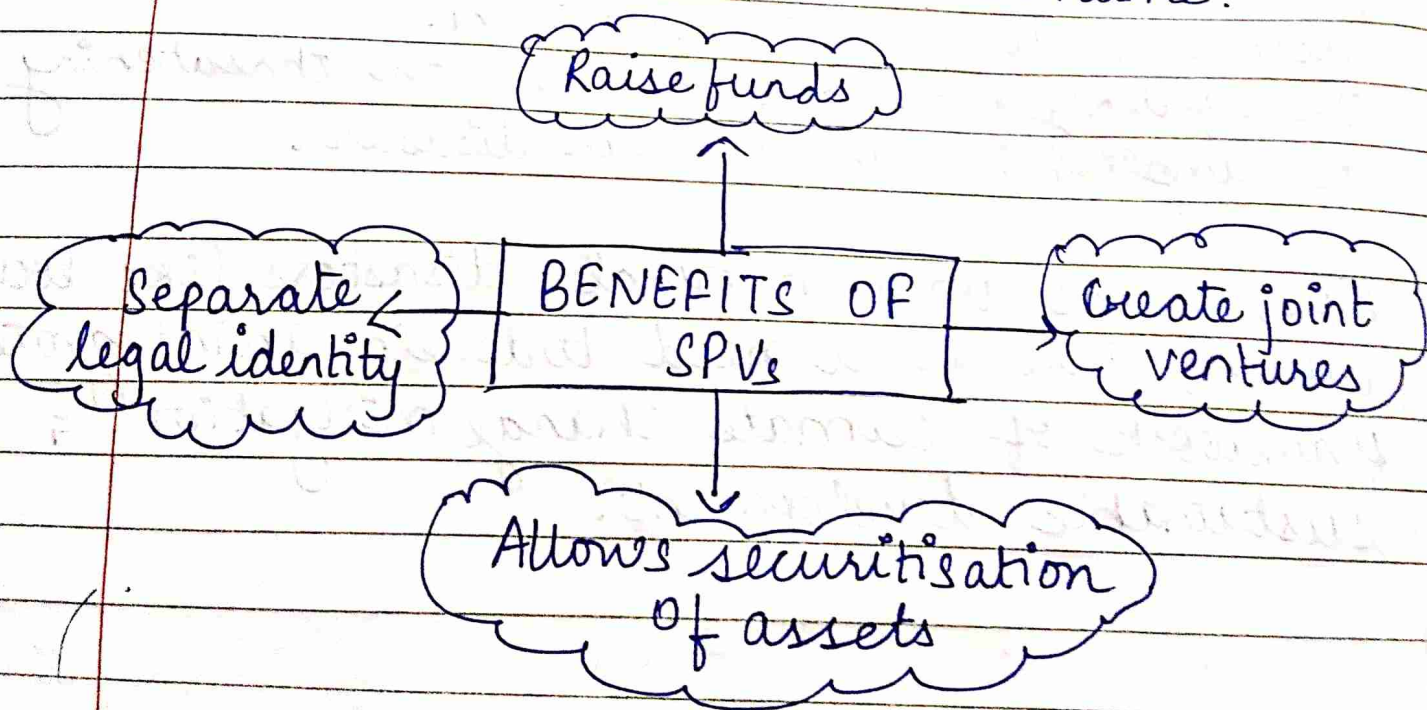 Raise funds
Separate
legal identity
BENEFITS OF
SPVs
Create joint
ventures
Allows securitisation
of assets